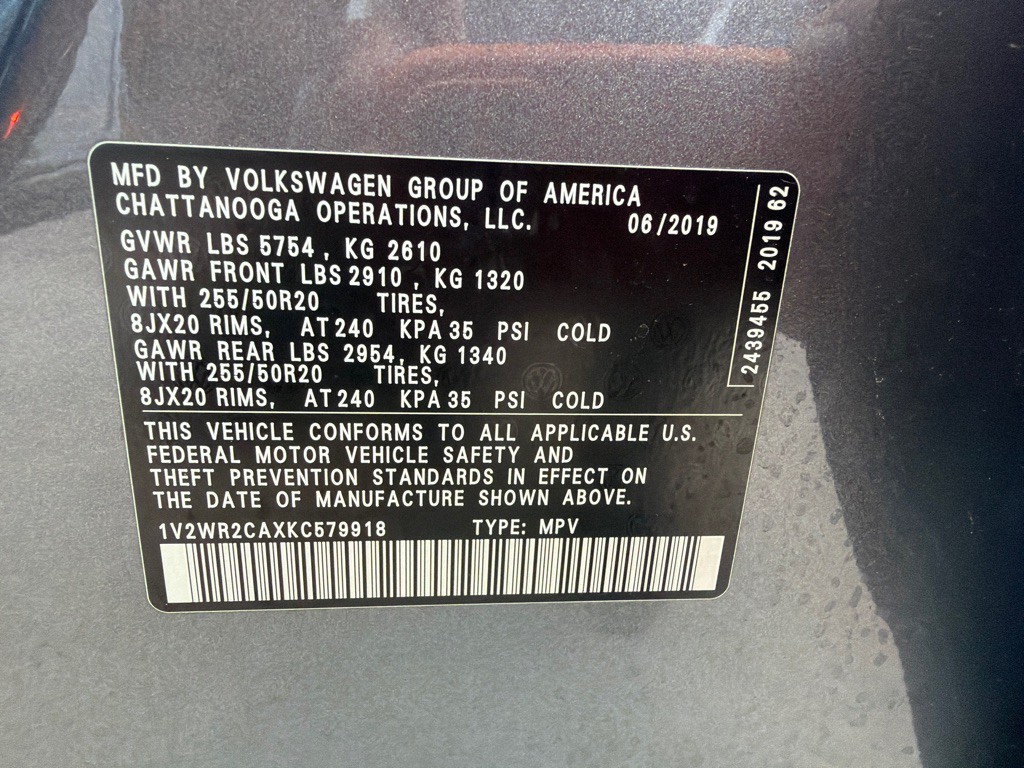 MFD BY VOLKSWAGEN GROUP OF AMERICA
CHATTANOOGA OPERATIONS, LLC. 06/2019
GVWR LBS 5754, KG 2610
GAWR FRONT LBS 2910, KG 1320
WITH 255/50R20 TIRES,
8JX20 RIMS, AT 240 KPA 35 PSI COLD
GAWR REAR LBS 2954, KG 1340
WITH 255/50R20 TIRES,
8JX20 RIMS, AT 240 KPA 35 PSI COLD
THIS VEHICLE CONFORMS TO ALL APPLICABLE U.S.
FEDERAL MOTOR VEHICLE SAFETY AND
THEFT PREVENTION STANDARDS IN EFFECT ON
THE DATE OF MANUFACTURE SHOWN ABOVE.
1V2WR2CAXKC579918 TYPE: MPV
2439455 2019 62